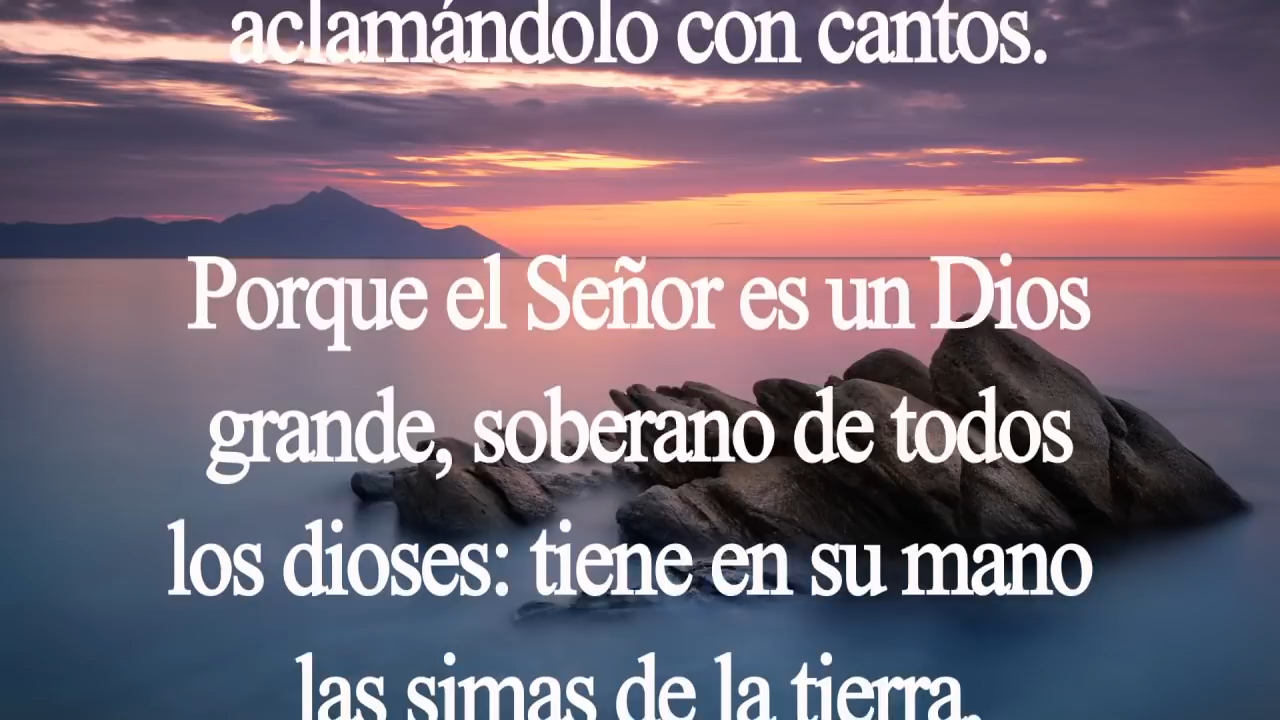 aclamándolo con cantos.
Porque el Señor es un Dios
grande, soberano de todos
los dioses: tiene en su mano
las simas de la tierra,